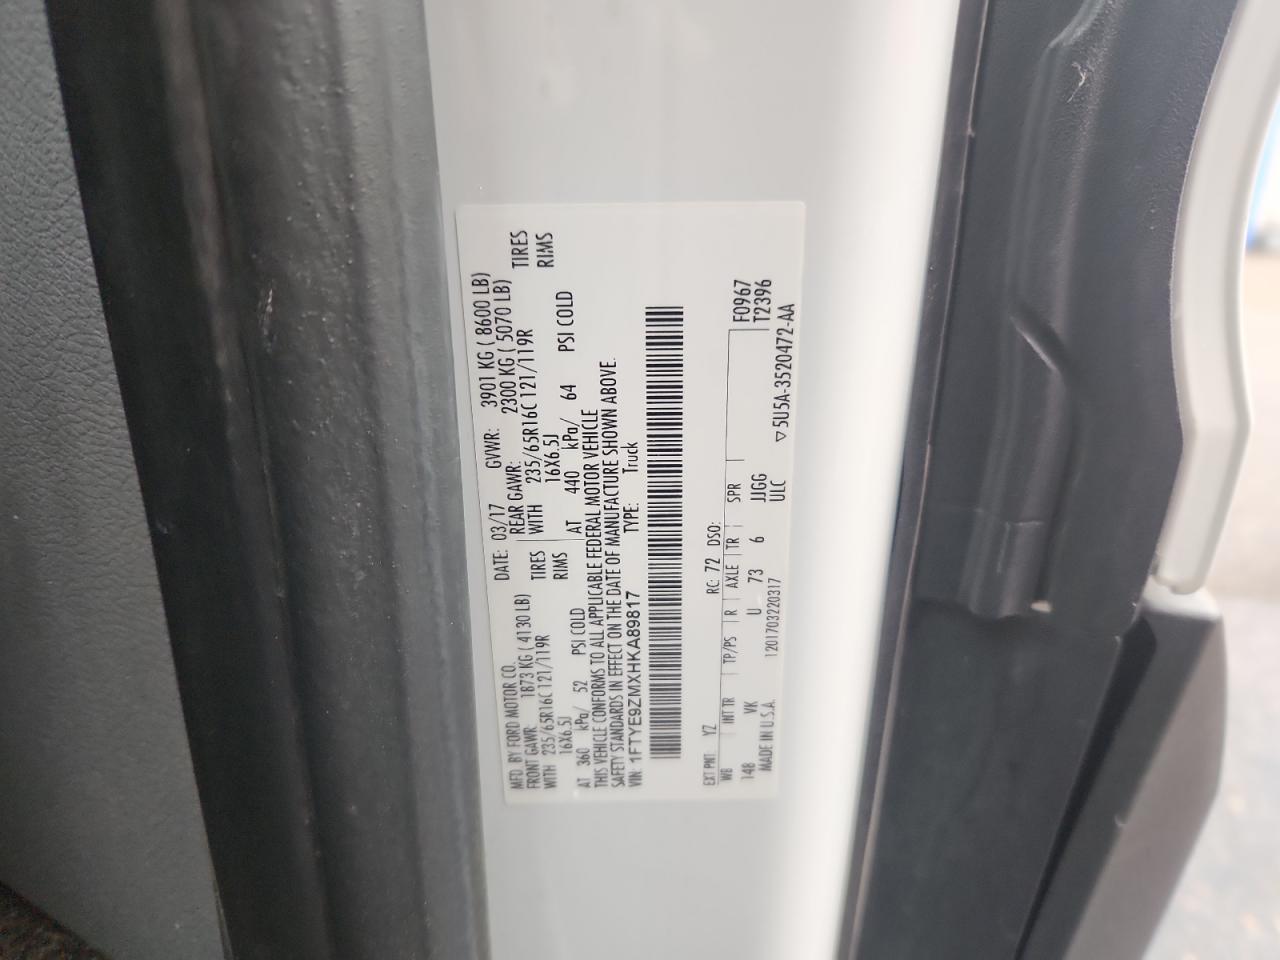 MFD. BY FORD MOTOR CO. DATE: 03/17 GVWR: 3901 KG ( 8600 LB)
FRONT GAWR: 1873 KG ( 4130 LB) REAR GAWR: 2300 KG ( 5070 LB)
WITH 235/65R16C 121/119R TIRES WITH 235/65R16C 121/119R TIRES
16X6.5J RIMS 16X6.5J RIMS
AT 360 kPa/ 52 PSI COLD AT 440 kPa/ 64 PSI COLD
THIS VEHICLE CONFORMS TO ALL APPLICABLE FEDERAL MOTOR VEHICLE
SAFETY STANDARDS IN EFFECT ON THE DATE OF MANUFACTURE SHOWN ABOVE.
VIN: 1FTYE9ZMXHKA89817 TYPE: Truck
EXT PNT: YZ RC: 72 DSO: F0967
WB INT TR TP/PS R AXLE TR SPR T2396
148 VK U 73 6 JJGG
MADE IN U.S.A. 1201703220317 ULC ▽5U5A-3520472-AA